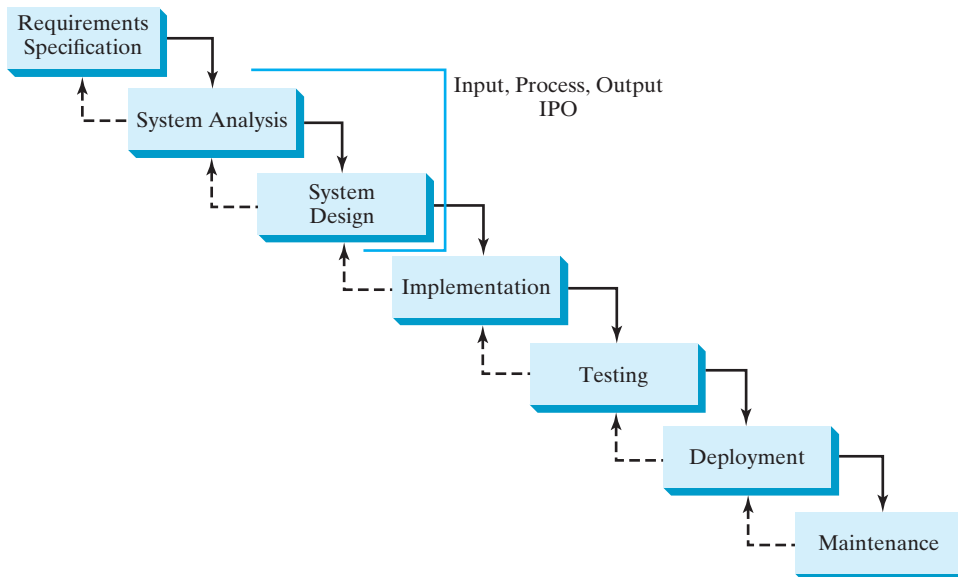 Requirements
Specification
Input, Process, Output
IPO
System Analysis
System
Design
Implementation
Testing
Deployment
Maintenance